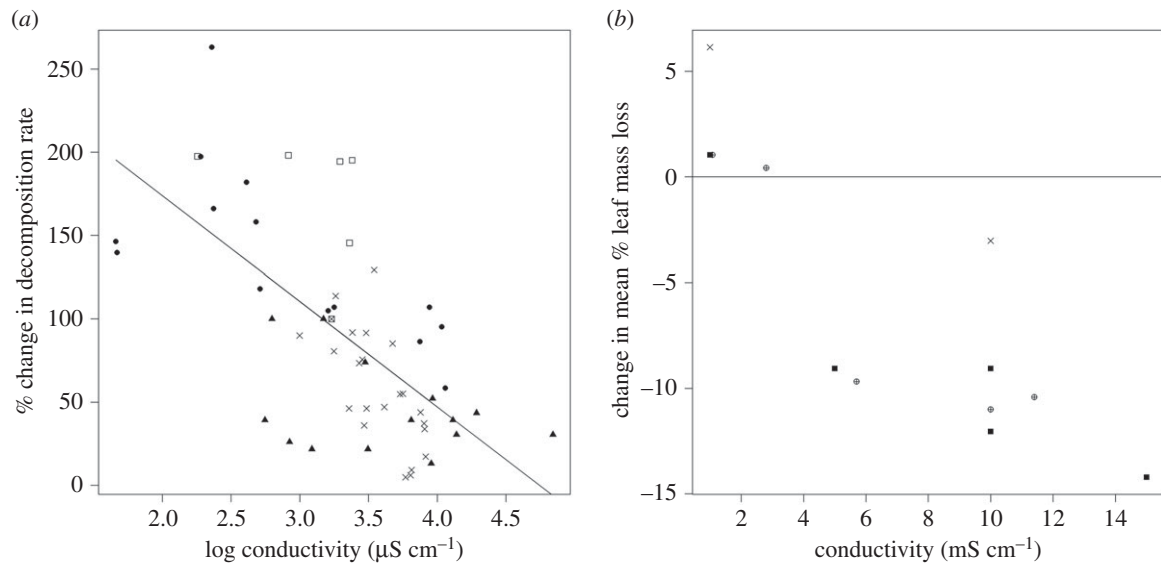 (a)
% change in decomposition rate
250
200
150
100
50
0
2.0 2.5 3.0 3.5 4.0 4.5
log conductivity (µS cm⁻¹)
(b)
change in mean % leaf mass loss
5
0
−5
−10
−15
2 4 6 8 10 12 14
conductivity (mS cm⁻¹)